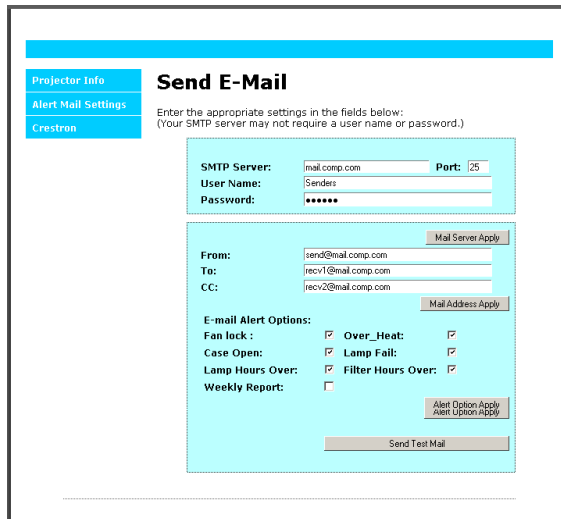 Projector Info
Alert Mail Settings
Crestron
Send E-Mail
Enter the appropriate settings in the fields below:
(Your SMTP server may not require a user name or password.)
SMTP Server: mail.comp.com Port: 25
User Name: Senders
Password: ●●●●●●
Mail Server Apply
From: send@mail.comp.com
To: recv1@mail.comp.com
CC: recv2@mail.comp.com
Mail Address Apply
E-mail Alert Options:
Fan lock : Over_Heat:
Case Open: Lamp Fail:
Lamp Hours Over: Filter Hours Over:
Weekly Report:
Alert Option Apply
Alert Option Apply
Send Test Mail